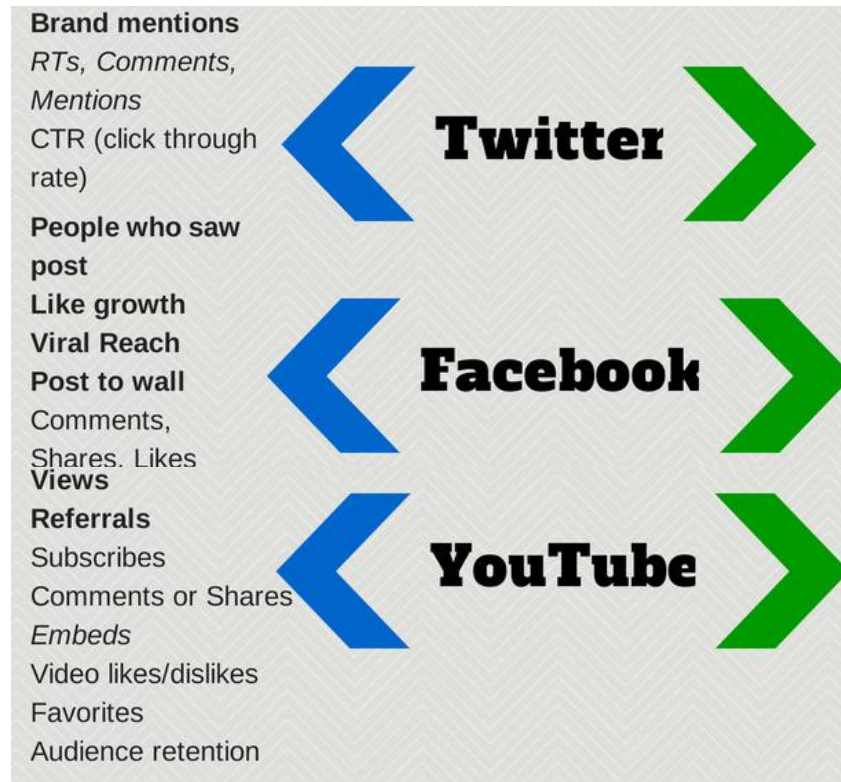 Brand mentions
RTs, Comments,
Mentions
CTR (click through
rate)
Twitter
People who saw
post
Like growth
Viral Reach
Post to wall
Comments,
Shares, Likes
Facebook
Views
Referrals
Subscribes
Comments or Shares
Embeds
Video likes/dislikes
Favorites
Audience retention
YouTube